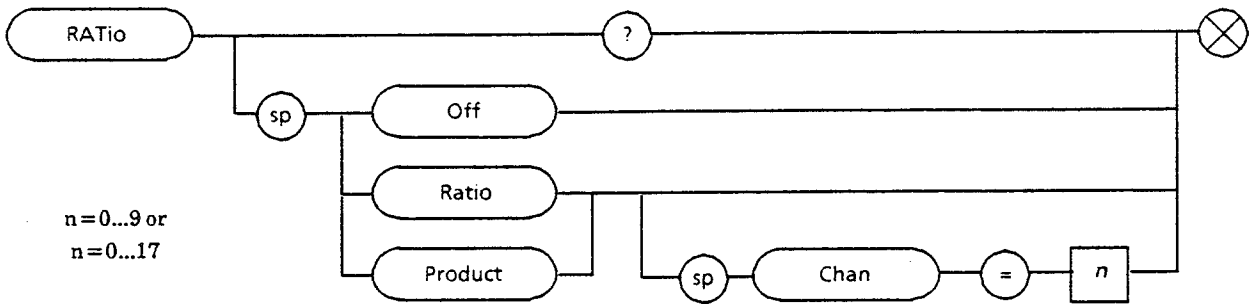 RATio
?
sp
Off
Ratio
n=0...9 or
n=0...17
Product
sp
Chan
=
n